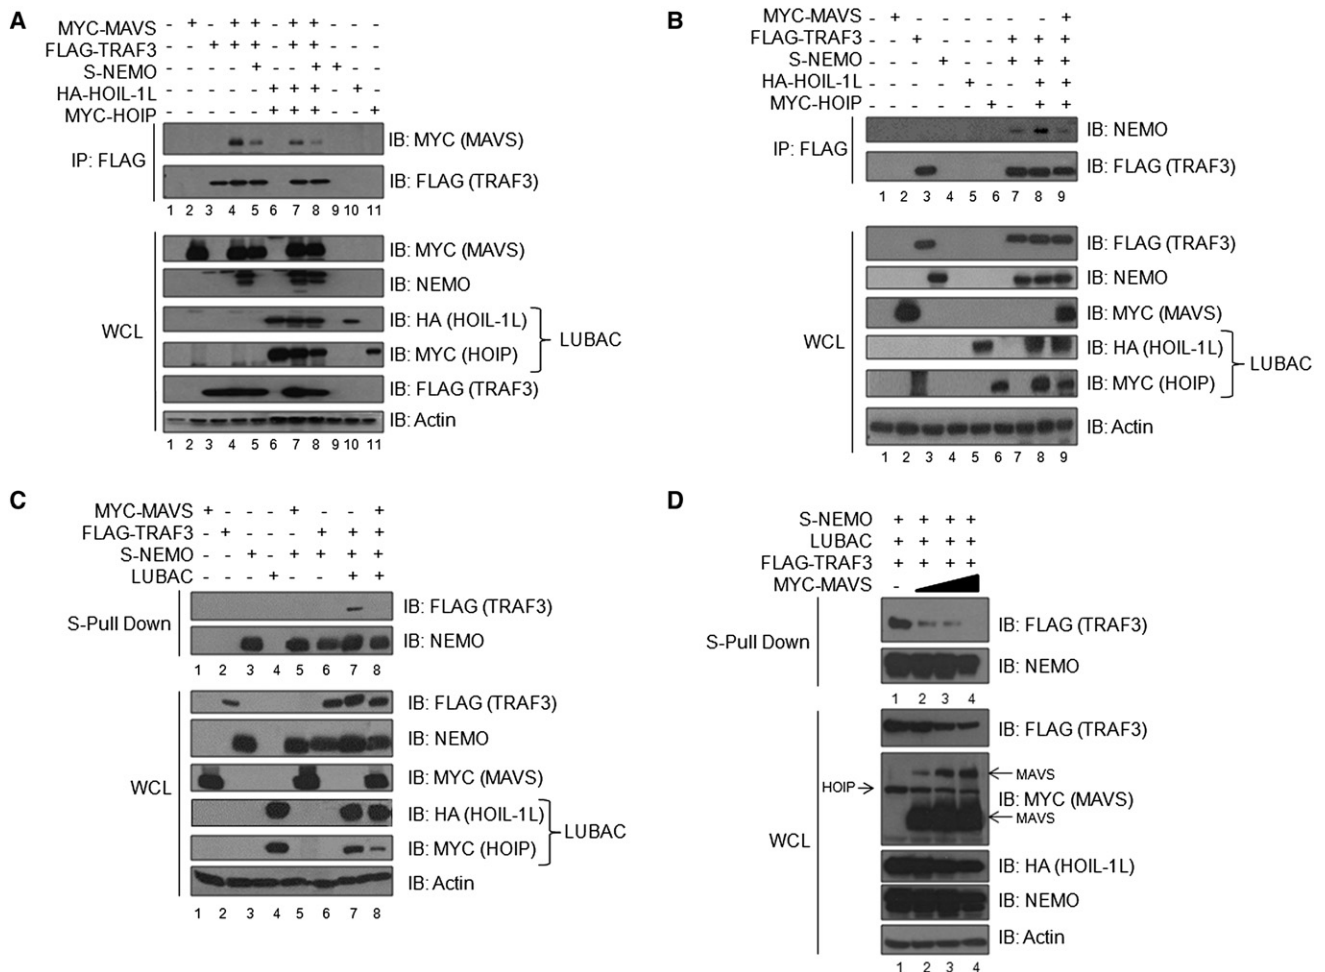 A
MYC-MAVS - + - + + - + + - - -
FLAG-TRAF3 - - + + + - + + - - -
S-NEMO - - - - + - - + + - -
HA-HOIL-1L - - - - - + + + - + -
MYC-HOIP - - - - - + + + - - +
IP: FLAG
IB: MYC (MAVS)
IB: FLAG (TRAF3)
1 2 3 4 5 6 7 8 9 10 11
WCL
IB: MYC (MAVS)
IB: NEMO
IB: HA (HOIL-1L)
IB: MYC (HOIP)
LUBAC
IB: FLAG (TRAF3)
IB: Actin
1 2 3 4 5 6 7 8 9 10 11
B
MYC-MAVS - + - - - - - - +
FLAG-TRAF3 - - + - - - + + +
S-NEMO - - - + - - + + +
HA-HOIL-1L - - - - + - - + +
MYC-HOIP - - - - - + - + +
IP: FLAG
IB: NEMO
IB: FLAG (TRAF3)
1 2 3 4 5 6 7 8 9
WCL
IB: FLAG (TRAF3)
IB: NEMO
IB: MYC (MAVS)
IB: HA (HOIL-1L)
IB: MYC (HOIP)
LUBAC
IB: Actin
1 2 3 4 5 6 7 8 9
C
MYC-MAVS + - - - + - - +
FLAG-TRAF3 - + - - - + + +
S-NEMO - - + - + + + +
LUBAC - - - + - - + +
S-Pull Down
IB: FLAG (TRAF3)
IB: NEMO
1 2 3 4 5 6 7 8
WCL
IB: FLAG (TRAF3)
IB: NEMO
IB: MYC (MAVS)
IB: HA (HOIL-1L)
IB: MYC (HOIP)
LUBAC
IB: Actin
1 2 3 4 5 6 7 8
D
S-NEMO + + + +
LUBAC + + + +
FLAG-TRAF3 + + + +
MYC-MAVS -
S-Pull Down
IB: FLAG (TRAF3)
IB: NEMO
1 2 3 4
WCL
IB: FLAG (TRAF3)
HOIP
MAVS
IB: MYC (MAVS)
MAVS
IB: HA (HOIL-1L)
IB: NEMO
IB: Actin
1 2 3 4